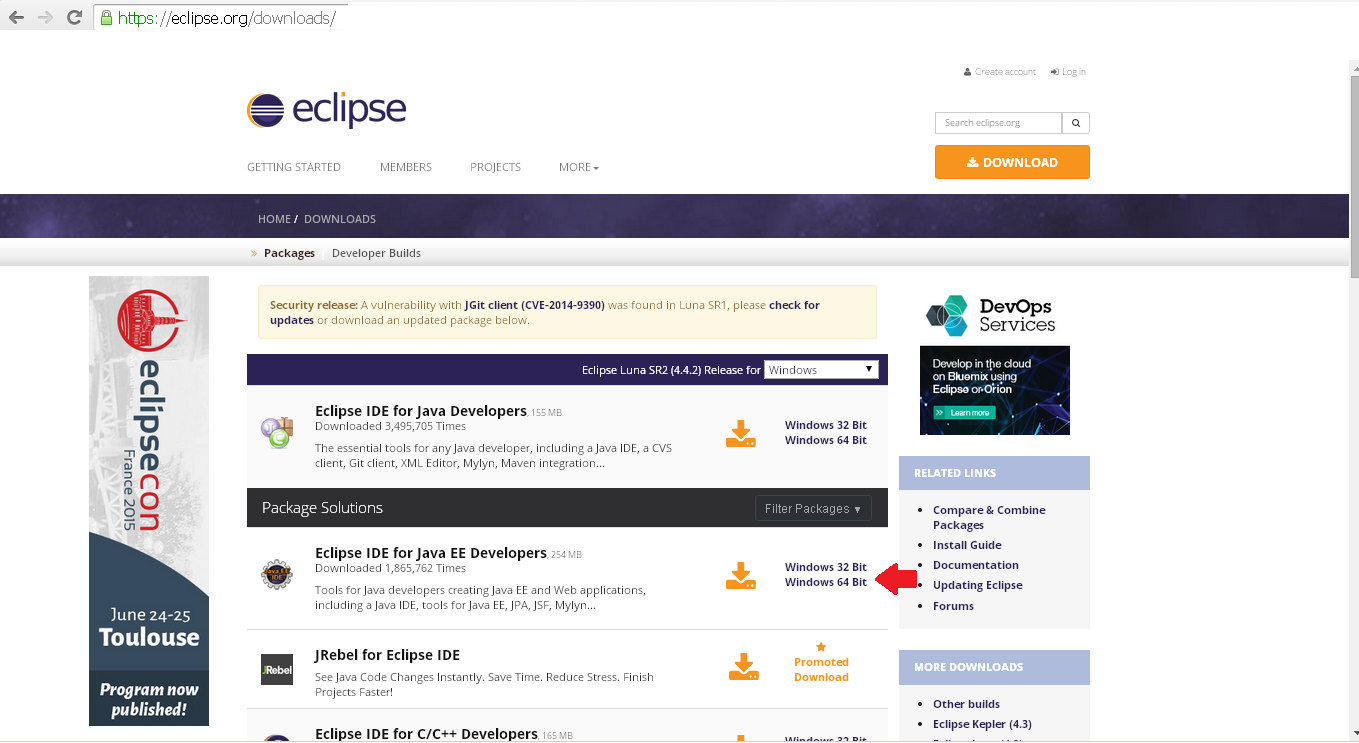 https://eclipse.org/downloads/
Create account Log in
eclipse
Search eclipse.org
DOWNLOAD
GETTING STARTED MEMBERS PROJECTS MORE
HOME / DOWNLOADS
» Packages Developer Builds
eclipsecon
France 2015
June 24-25
Toulouse
Program now
published!
Security release: A vulnerability with JGit client (CVE-2014-9390) was found in Luna SR1, please check for
updates or download an updated package below.
Eclipse Luna SR2 (4.4.2) Release for Windows
Eclipse IDE for Java Developers, 155 MB
Downloaded 3,495,705 Times
The essential tools for any Java developer, including a Java IDE, a CVS
client, Git client, XML Editor, Mylyn, Maven integration...
Windows 32 Bit
Windows 64 Bit
Package Solutions Filter Packages ▼
Java EE
IDE
Eclipse IDE for Java EE Developers, 254 MB
Downloaded 1,865,762 Times
Tools for Java developers creating Java EE and Web applications,
including a Java IDE, tools for Java EE, JPA, JSF, Mylyn...
Windows 32 Bit
Windows 64 Bit
JRebel
JRebel for Eclipse IDE
See Java Code Changes Instantly. Save Time. Reduce Stress. Finish
Projects Faster!
Promoted
Download
Eclipse IDE for C/C++ Developers, 165 MB
Windows 32 Bit
DevOps
Services
Develop in the cloud
on Bluemix using
Eclipse or Orion
>> Learn more
RELATED LINKS
Compare & Combine
Packages
Install Guide
Documentation
Updating Eclipse
Forums
MORE DOWNLOADS
Other builds
Eclipse Kepler (4.3)